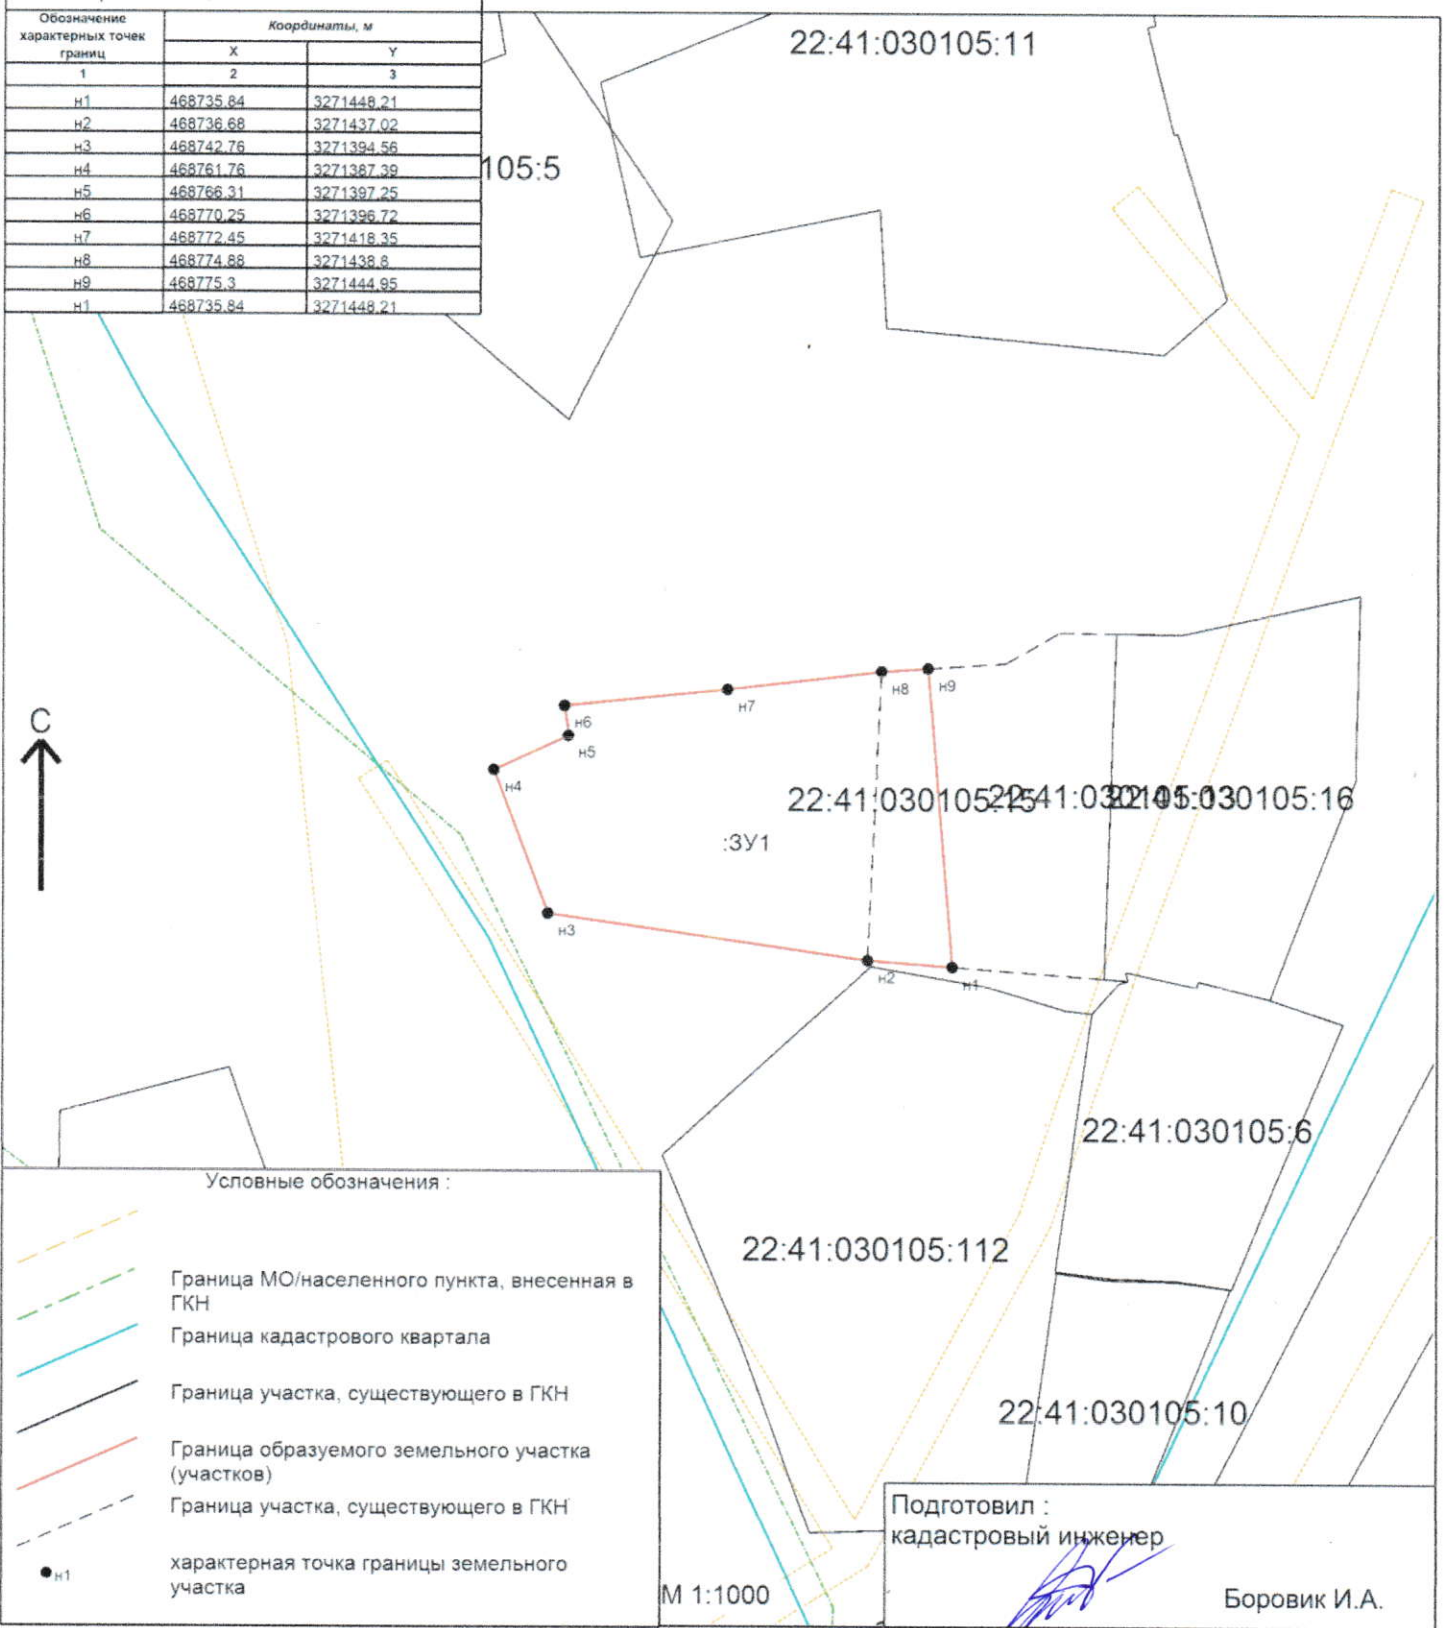 Обозначение характерных точек границ Координаты, м
X Y
1 2 3
н1 468735.84 3271448.21
н2 468736.68 3271437.02
н3 468742.76 3271394.56
н4 468761.76 3271387.39
н5 468766.31 3271397.25
н6 468770.25 3271396.72
н7 468772.45 3271418.35
н8 468774.88 3271438.8
н9 468775.3 3271444.95
н1 468735.84 3271448.21
22:41:030105:11
105:5
С
н6
н7
н8
н9
н5
н4
22:41:030105:15
22:41:030105:13
22:41:030105:16
:ЗУ1
н3
н2
н1
22:41:030105:6
22:41:030105:112
22:41:030105:10
Условные обозначения :
Граница МО/населенного пункта, внесенная в
ГКН
Граница кадастрового квартала
Граница участка, существующего в ГКН
Граница образуемого земельного участка
(участков)
Граница участка, существующего в ГКН
н1 характерная точка границы земельного
участка
М 1:1000
Подготовил :
кадастровый инженер
Боровик И.А.